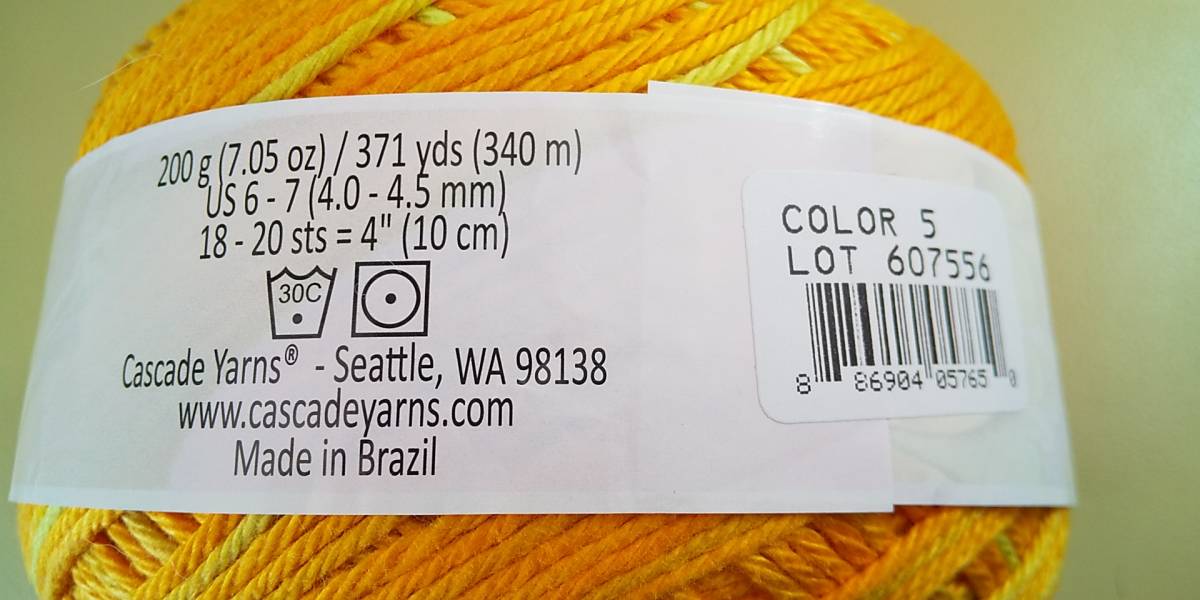 200 g (7.05 oz) / 371 yds (340 m)
US 6 - 7 (4.0 - 4.5 mm)
18 - 20 sts = 4" (10 cm)
30C
Cascade Yarns® - Seattle, WA 98138
www.cascadeyarns.com
Made in Brazil
COLOR 5
LOT 607556
8 86904 05765 0